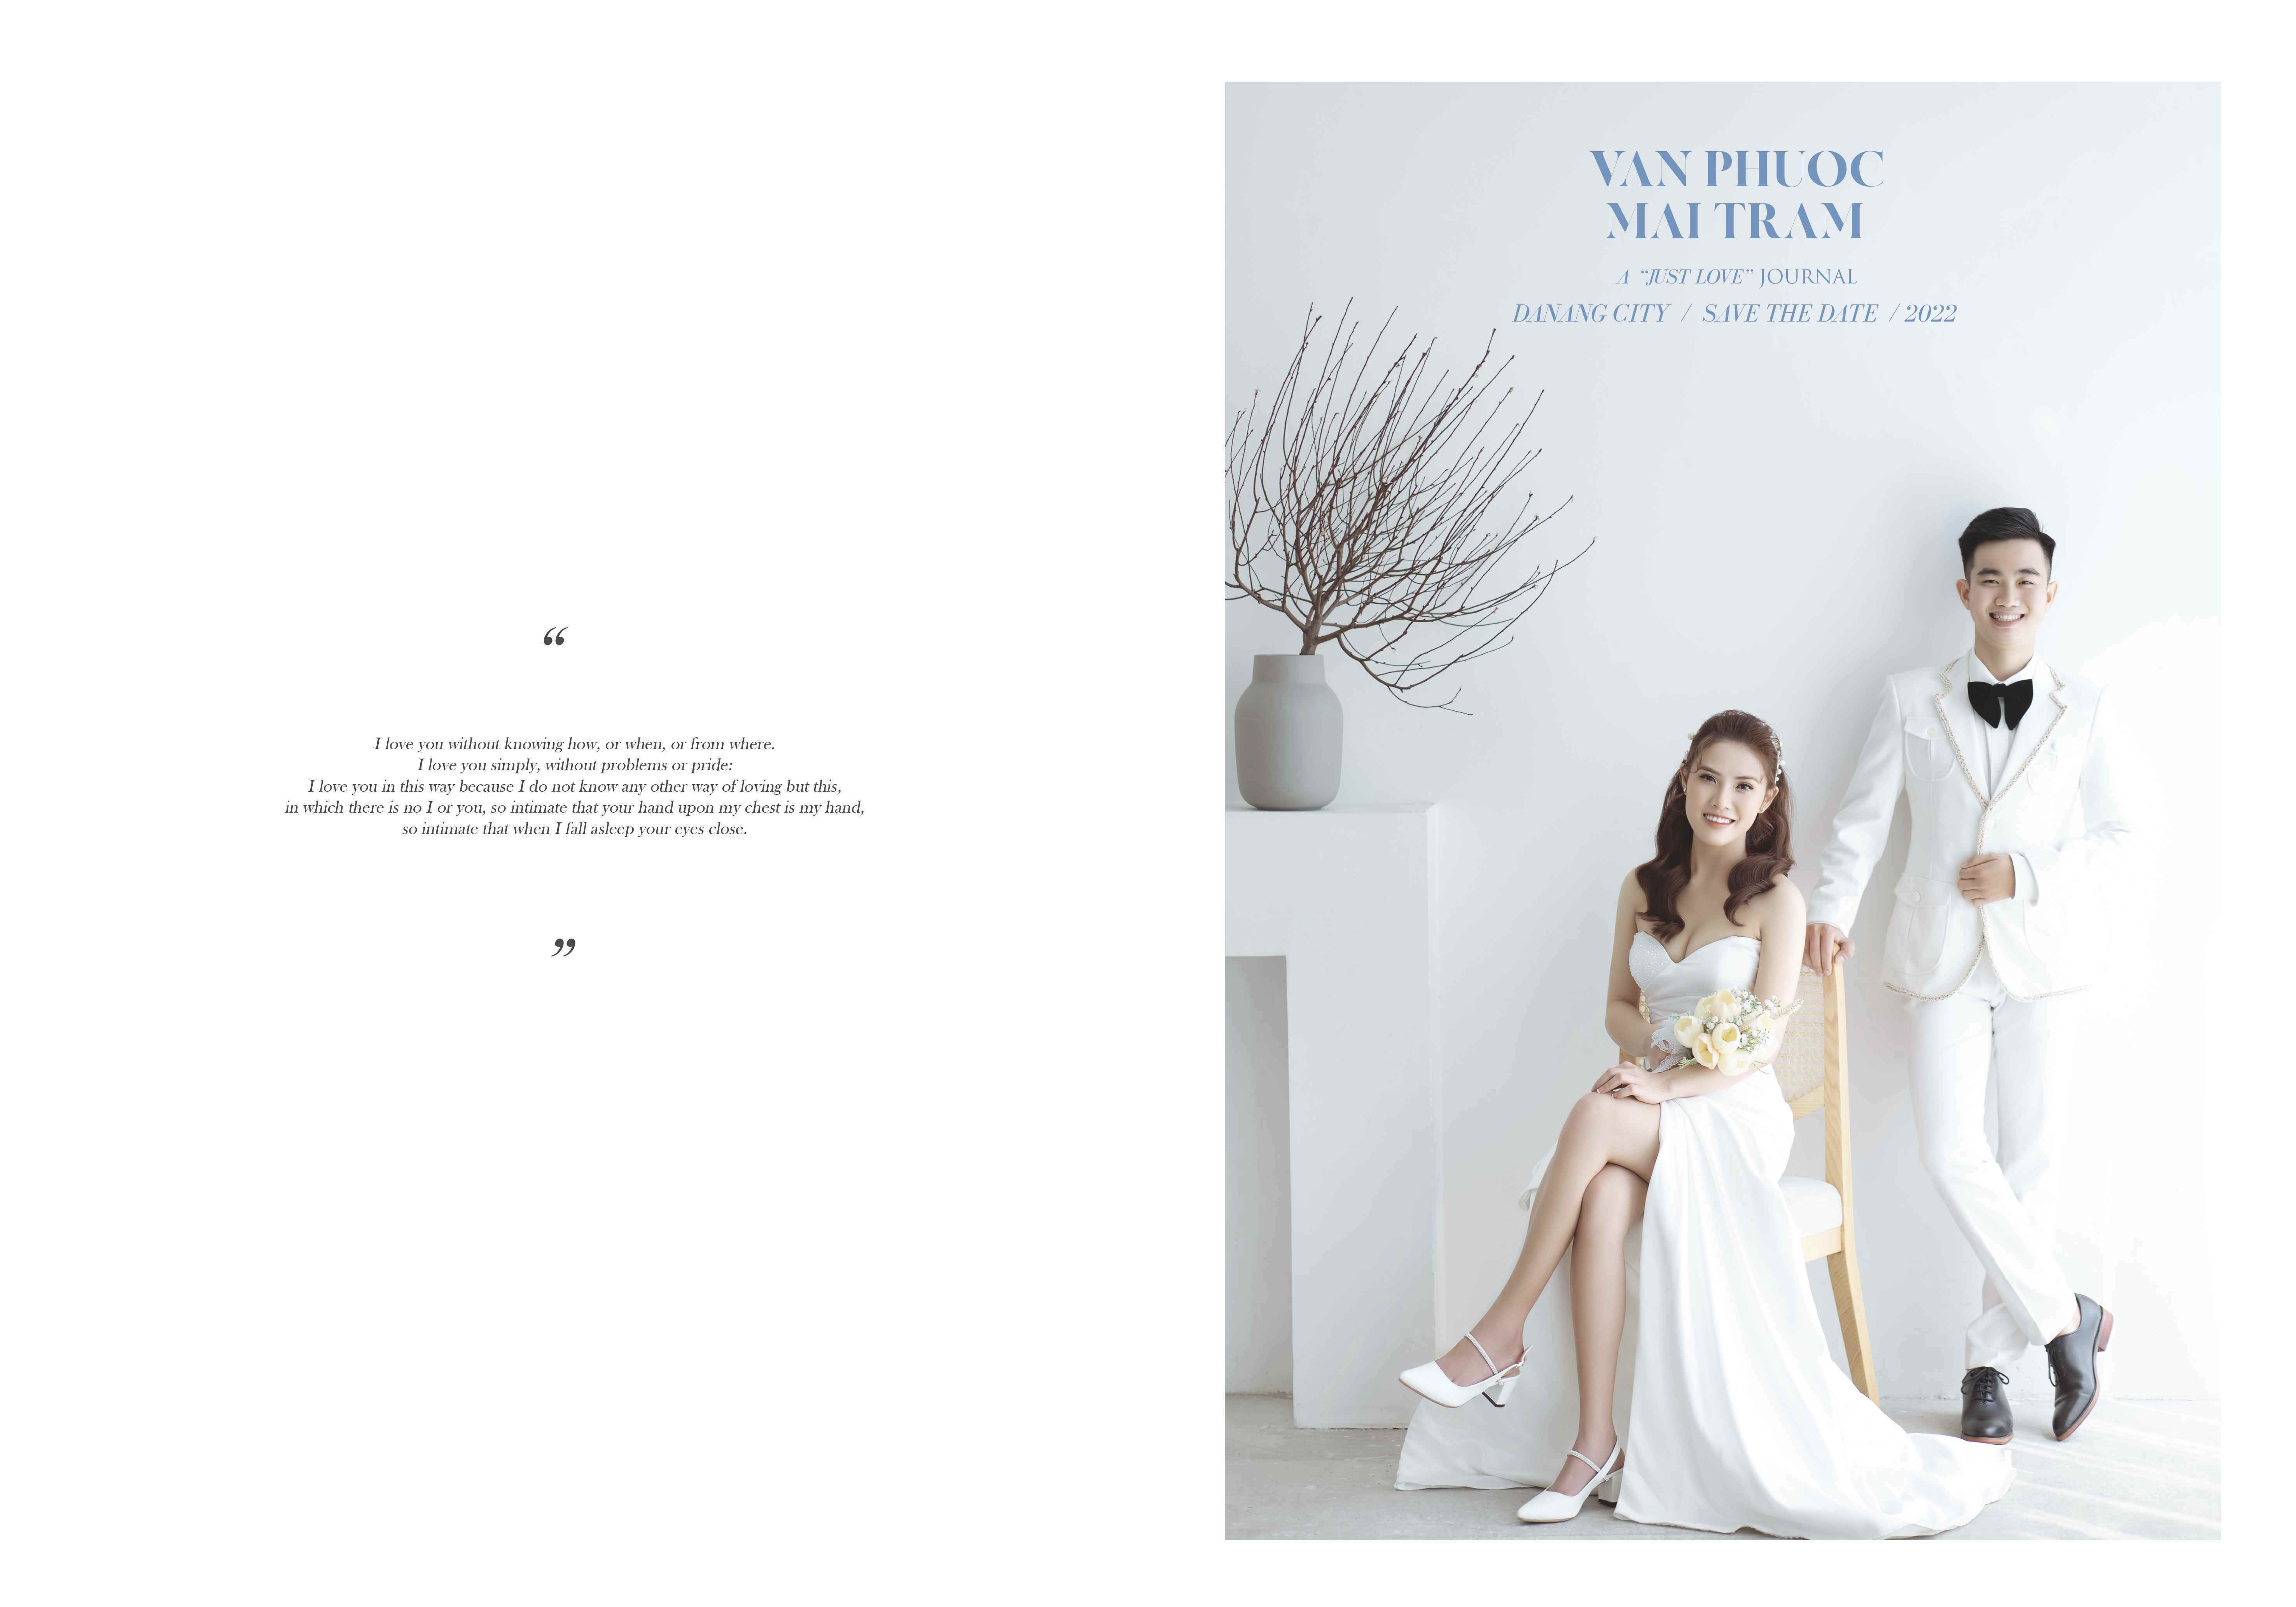 “
I love you without knowing how, or when, or from where.
I love you simply, without problems or pride:
I love you in this way because I do not know any other way of loving but this,
in which there is no I or you, so intimate that your hand upon my chest is my hand,
so intimate that when I fall asleep your eyes close.
”
VAN PHUOC
MAI TRAM
A “JUST LOVE” JOURNAL
DANANG CITY / SAVE THE DATE / 2022